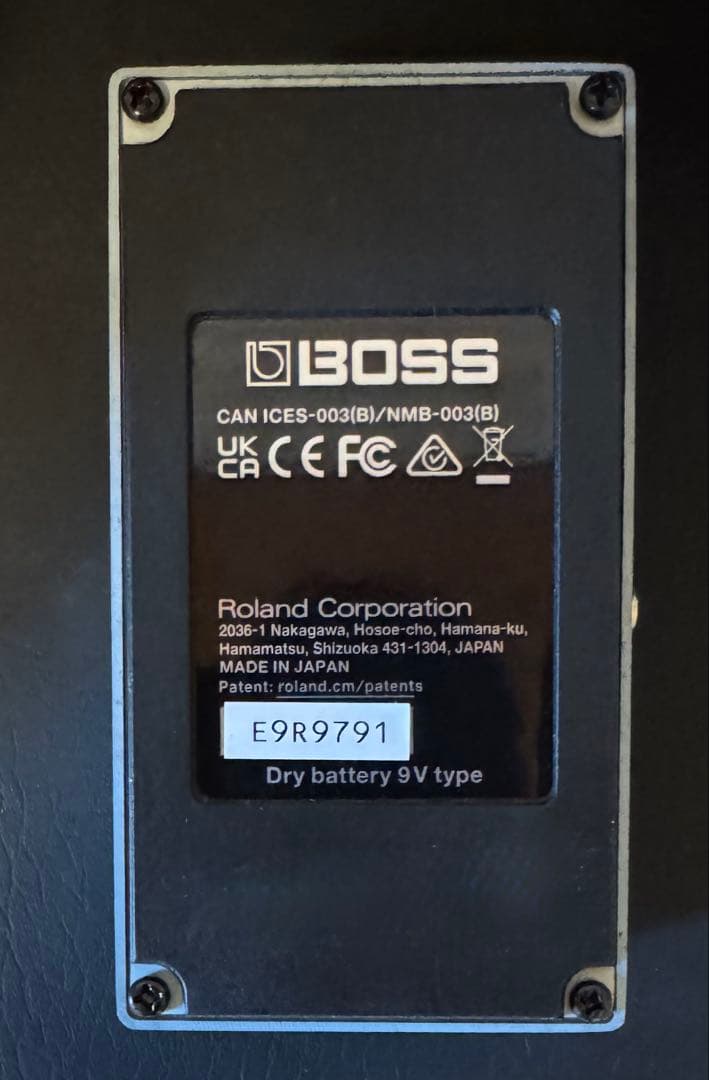 BOSS
CAN ICES-003(B)/NMB-003(B)
UK CA CE FC
Roland Corporation
2036-1 Nakagawa, Hosoe-cho, Hamana-ku,
Hamamatsu, Shizuoka 431-1304, JAPAN
MADE IN JAPAN
Patent: roland.cm/patents
E9R9791
Dry battery 9V type